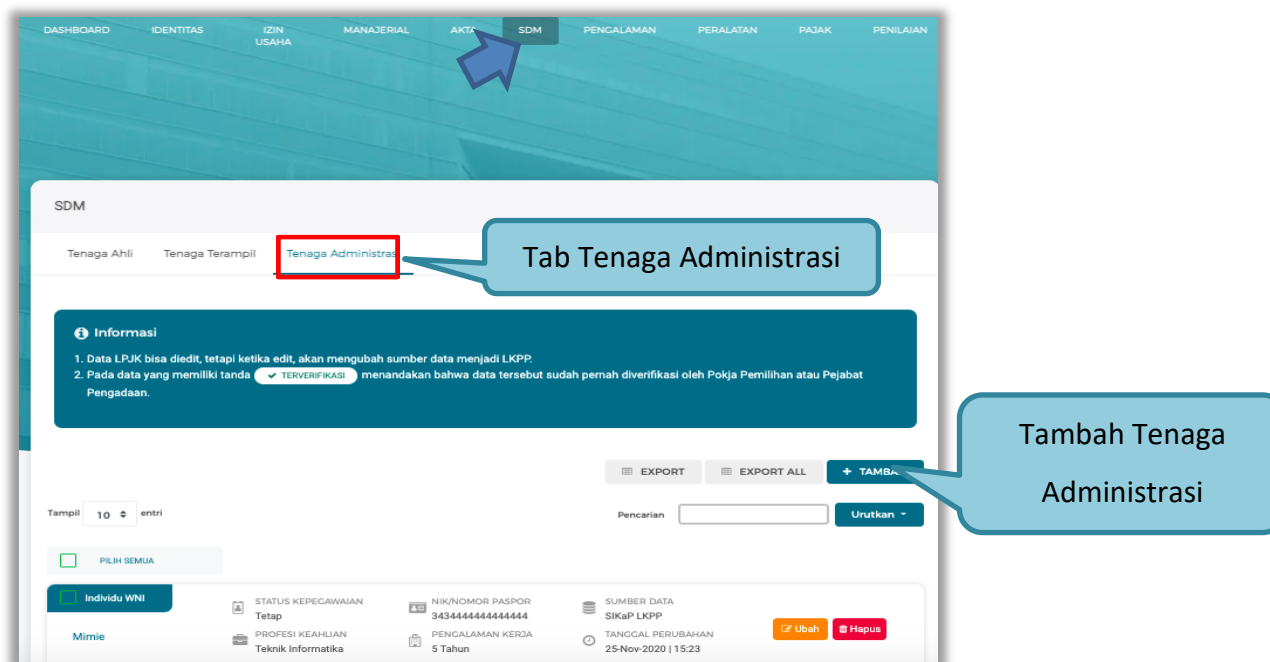 DASHBOARD IDENTITAS IZIN USAHA MANAJERIAL AKTA SDM PENGALAMAN PERALATAN PAJAK PENILAIAN
SDM
Tenaga Ahli Tenaga Terampil Tenaga Administras
Tab Tenaga Administrasi
Informasi
1. Data LPJK bisa diedit, tetapi ketika edit, akan mengubah sumber data menjadi LKPP.
2. Pada data yang memiliki tanda TERVERIFIKASI menandakan bahwa data tersebut sudah pernah diverifikasi oleh Pokja Pemilihan atau Pejabat
Pengadaan.
Tambah Tenaga
Administrasi
EXPORT EXPORT ALL + TAMBA
Tampil 10 entri Pencarian Urutkan
PILIH SEMUA
Individu WNI
STATUS KEPEGAWAIAN NIK/NOMOR PASPOR SUMBER DATA
Tetap 3434444444444444 SIKaP LKPP
Mimie PROFESI KEAHLIAN PENGALAMAN KERJA TANGGAL PERUBAHAN Ubah Hapus
Teknik Informatika 5 Tahun 25-Nov-2020 | 15:23